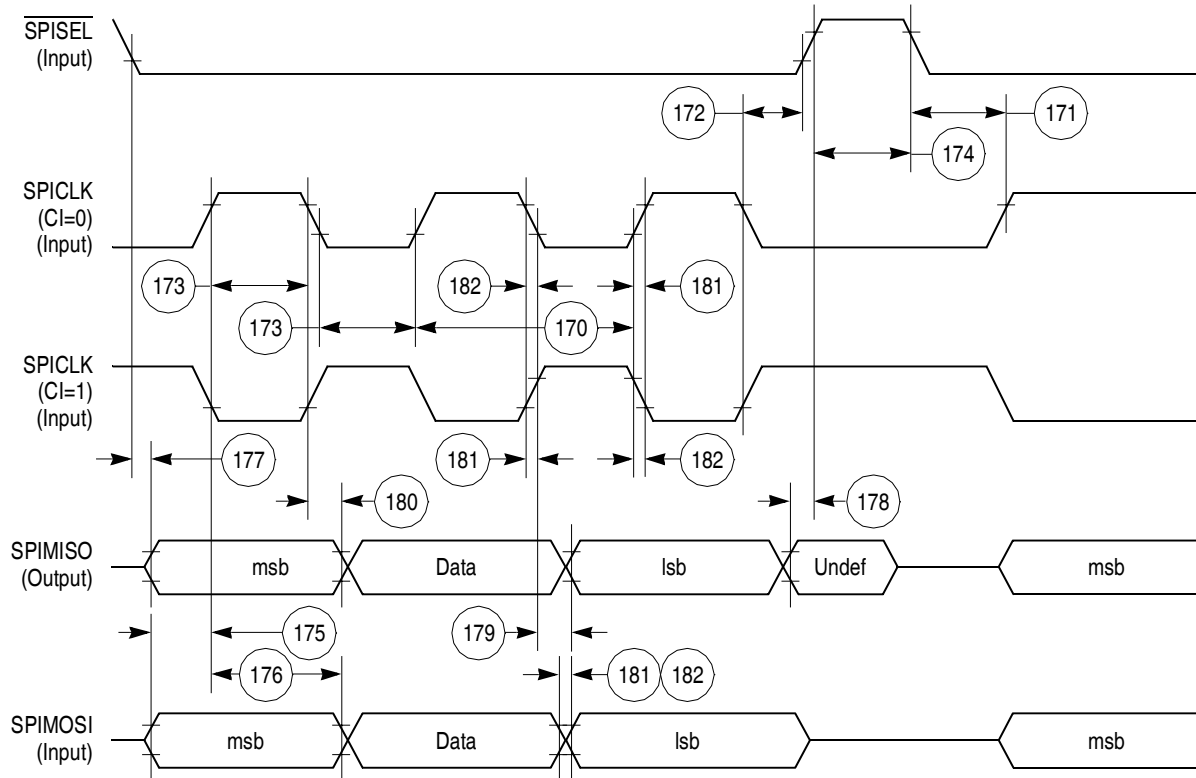 SPISEL
(Input)
172
171
174
SPICLK
(CI=0)
(Input)
173
182
181
173
170
SPICLK
(CI=1)
(Input)
177
181
182
180
178
SPIMISO
(Output)
msb
Data
lsb
Undef
msb
175
179
176
181
182
SPIMOSI
(Input)
msb
Data
lsb
msb